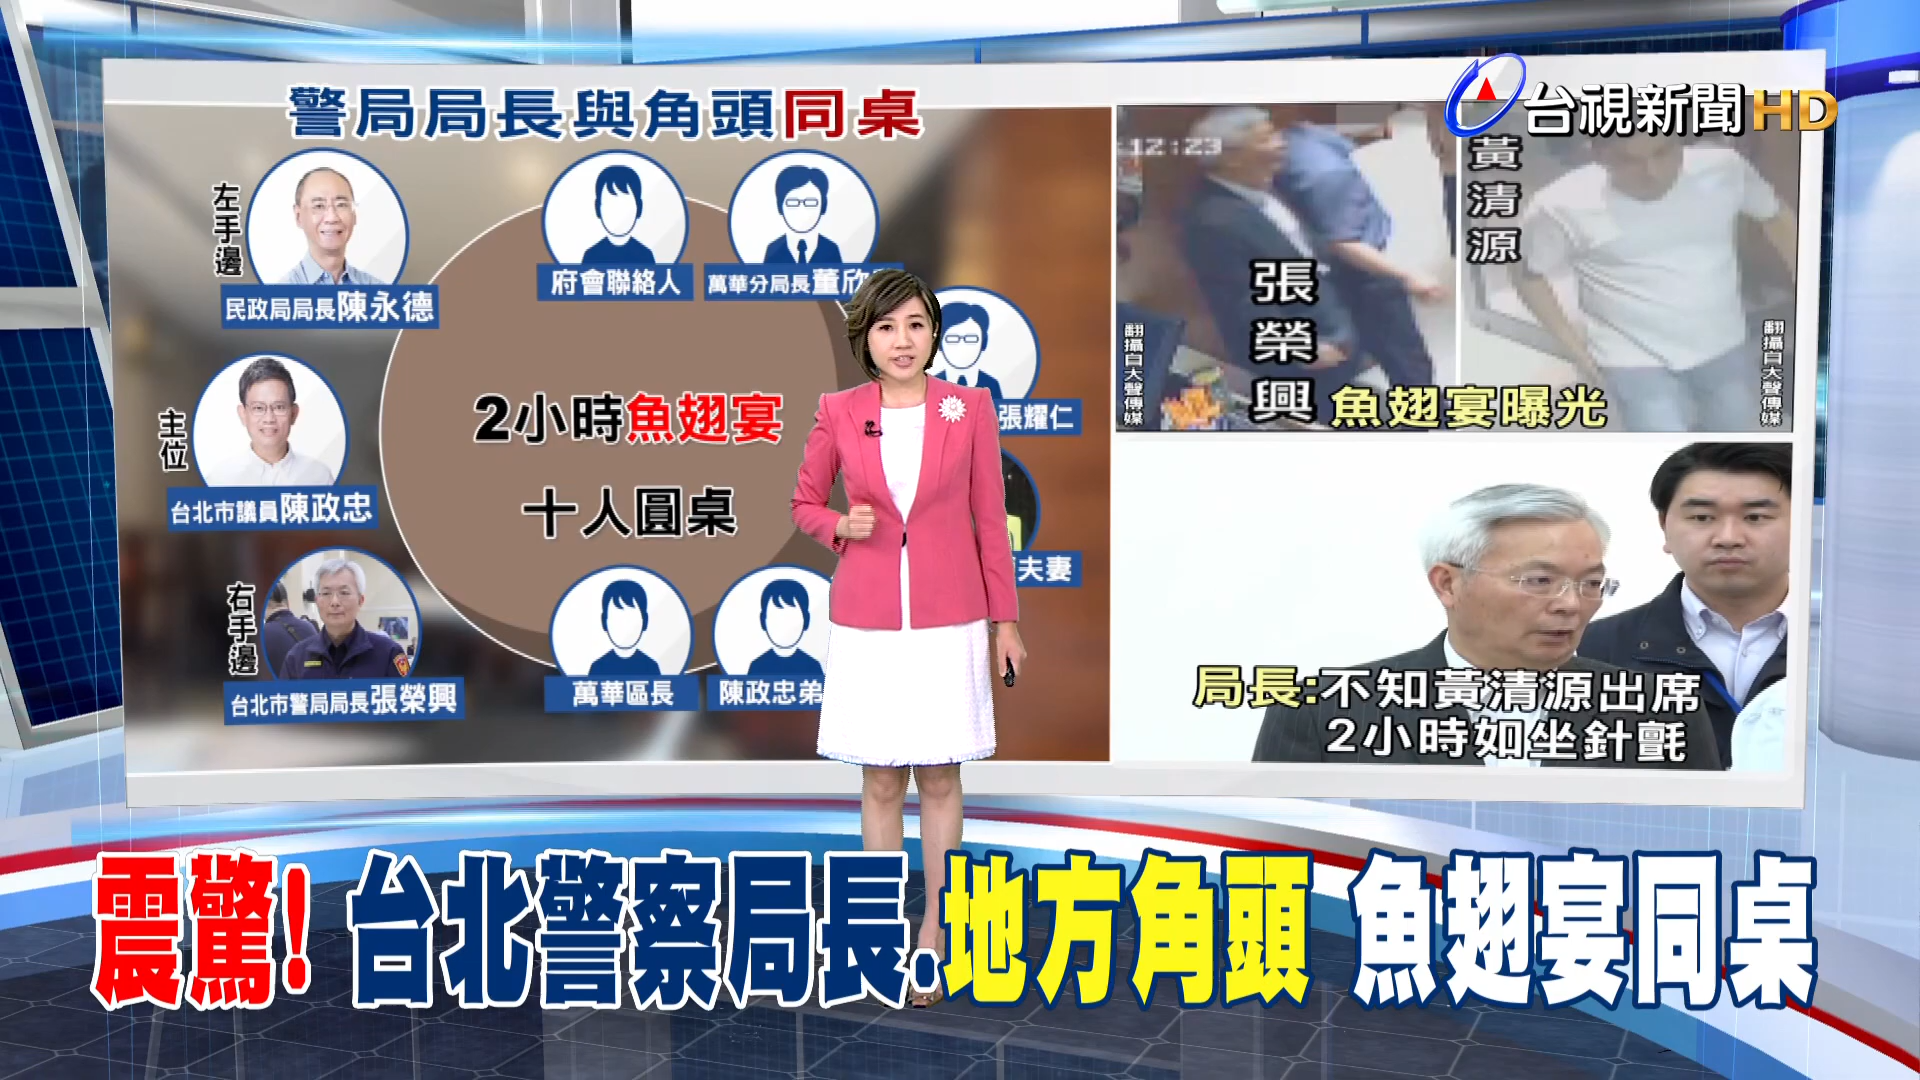 台視新聞HD
警局局長與角頭同桌
左手邊
民政局局長陳永德
府會聯絡人
萬華分局長董欣
張耀仁
主位
台北市議員陳政忠
2小時魚翅宴
十人圓桌
夫妻
右手邊
台北市警局局長張榮興
萬華區長
陳政忠弟
12:23
張榮興
黃清源
翻攝自大聲傳媒
翻攝自大聲傳媒
魚翅宴曝光
局長:不知黃清源出席
2小時如坐針氈
震驚! 台北警察局長.地方角頭 魚翅宴同桌